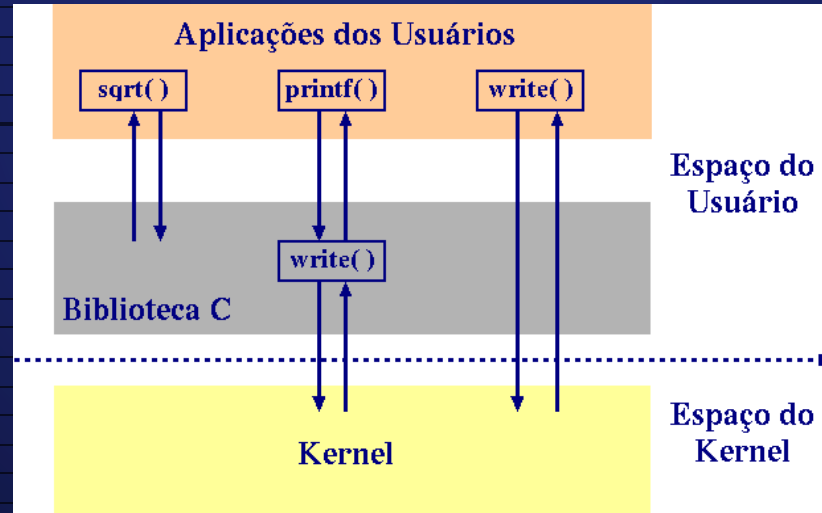 Aplicações dos Usuários
sqrt( )
printf( )
write( )
Espaço do
Usuário
write( )
Biblioteca C
Espaço do
Kernel
Kernel